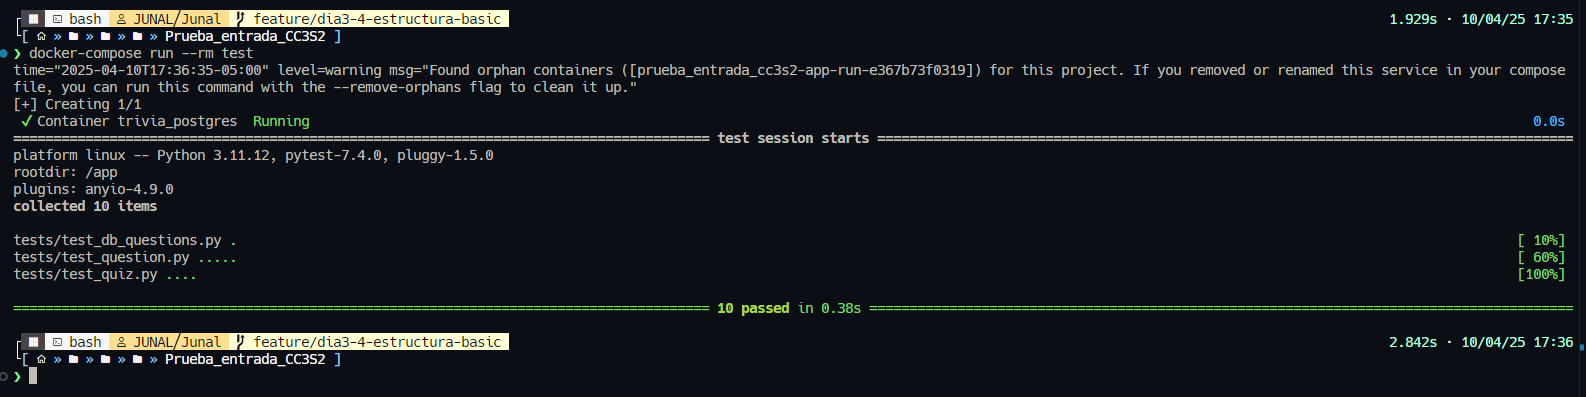 bash JUNAL/Junal feature/dia3-4-estructura-basic 1.929s · 10/04/25 17:35
[ » » » » Prueba_entrada_CC3S2 ]
❯ docker-compose run --rm test
time="2025-04-10T17:36:35-05:00" level=warning msg="Found orphan containers ([prueba_entrada_cc3s2-app-run-e367b73f0319]) for this project. If you removed or renamed this service in your compose
file, you can run this command with the --remove-orphans flag to clean it up."
[+] Creating 1/1
✓ Container trivia_postgres Running 0.0s
=== test session starts ===
platform linux -- Python 3.11.12, pytest-7.4.0, pluggy-1.5.0
rootdir: /app
plugins: anyio-4.9.0
collected 10 items
tests/test_db_questions.py . [ 10%]
tests/test_question.py ..... [ 60%]
tests/test_quiz.py .... [100%]
=== 10 passed in 0.38s ===
bash JUNAL/Junal feature/dia3-4-estructura-basic 2.842s · 10/04/25 17:36
[ » » » » Prueba_entrada_CC3S2 ]
❯